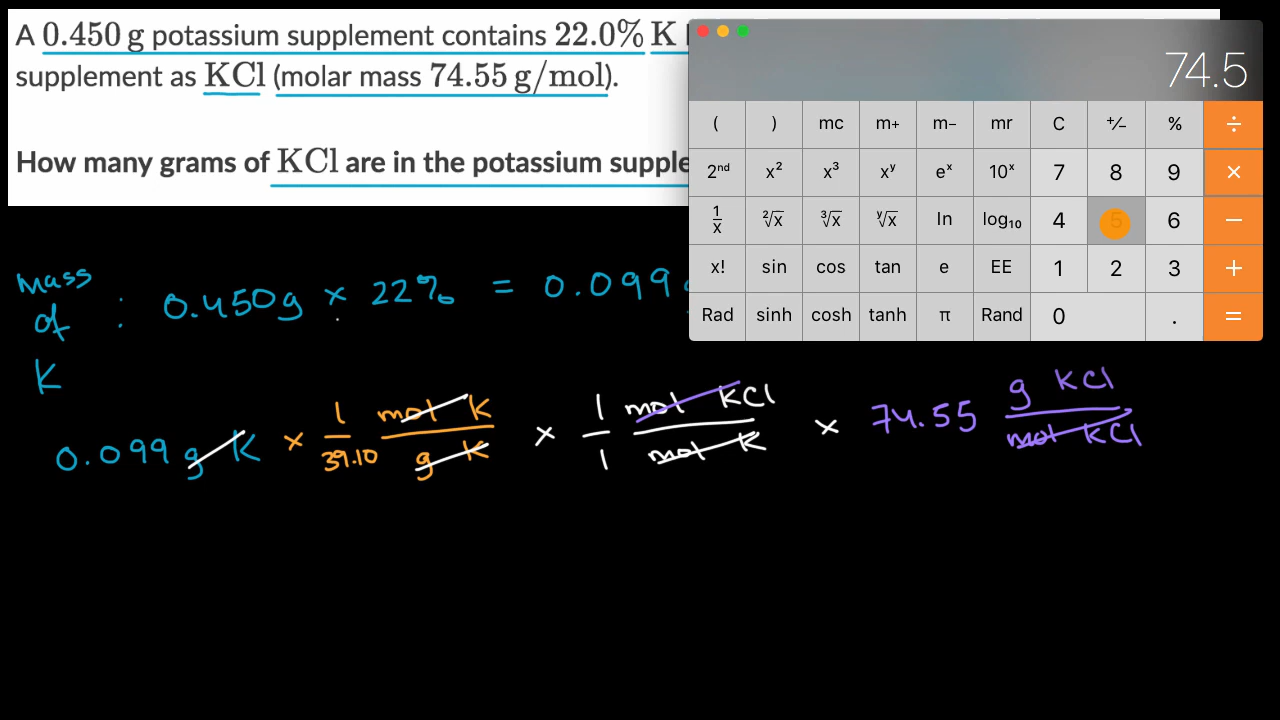 A 0.450 g potassium supplement contains 22.0% K
supplement as KCl (molar mass 74.55 g/mol).
How many grams of KCl are in the potassium supple
74.5
( ) mc m+ m− mr C +/− % ÷
2nd x² x³ xʸ eˣ 10ˣ 7 8 9 ×
1/x ²√x ³√x ʸ√x ln log₁₀ 4 5 6 −
x! sin cos tan e EE 1 2 3 +
Rad sinh cosh tanh π Rand 0 . =
Mass of K : 0.450g × 22% = 0.099
0.099 g K × 1/39.10 mol K/g K × 1/1 mol KCl/mol K × 74.55 g KCl/mol KCl